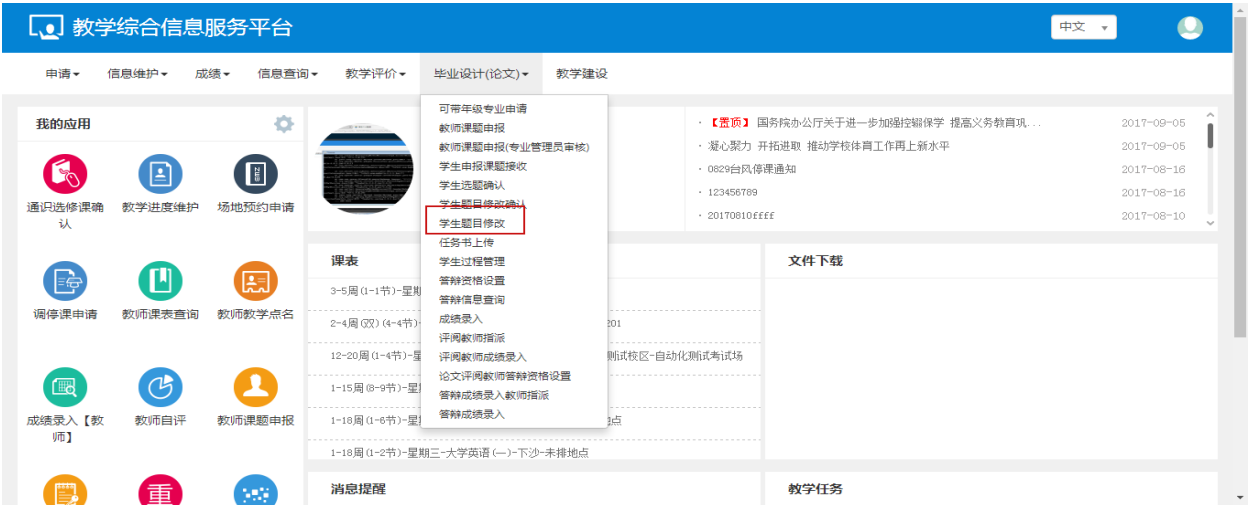 教学综合信息服务平台
中文
申请 信息维护 成绩 信息查询 教学评价 毕业设计(论文) 教学建设
我的应用
通识选修课确认
教学进度维护
场地预约申请
调停课申请
教师课表查询
教师教学点名
成绩录入【教师】
教师自评
教师课题申报
重
可带年级专业申请
教师课题申报
教师课题申报(专业管理员审核)
学生申报课题接收
学生选题确认
学生题目修改确认
学生题目修改
任务书上传
学生过程管理
答辩资格设置
答辩信息查询
成绩录入
评阅教师指派
评阅教师成绩录入
论文评阅教师答辩资格设置
答辩成绩录入教师指派
答辩成绩录入
·【置顶】 国务院办公厅关于进一步加强控辍保学 提高义务教育巩... 2017-09-05
· 凝心聚力 开拓进取 推动学校体育工作再上新水平 2017-09-05
· 0829台风停课通知 2017-08-16
· 123456789 2017-08-16
· 20170810ffff 2017-08-10
课表
3-5周(1-1节)-星期
2-4周(双)(4-4节)- 201
12-20周(1-4节)-星 测试校区-自动化测试考试场
1-15周(8-9节)-星
1-18周(1-6节)-星 地点
1-18周(1-2节)-星期三-大学英语(一)-下沙-未排地点
文件下载
消息提醒
教学任务